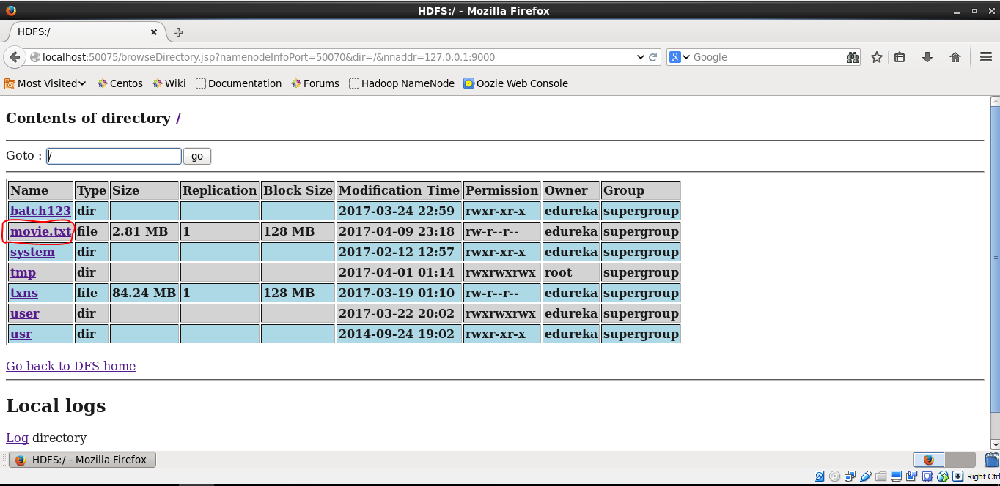 HDFS:/ - Mozilla Firefox
HDFS:/
localhost:50075/browseDirectory.jsp?namenodeInfoPort=50070&dir=/&nnaddr=127.0.0.1:9000
8 Google
Most Visited Centos Wiki Documentation Forums Hadoop NameNode Oozie Web Console
Contents of directory /
Goto : / go
Name Type Size Replication Block Size Modification Time Permission Owner Group
batch123 dir 2017-03-24 22:59 rwxr-xr-x edureka supergroup
movie.txt file 2.81 MB 1 128 MB 2017-04-09 23:18 rw-r--r-- edureka supergroup
system dir 2017-02-12 12:57 rwxr-xr-x edureka supergroup
tmp dir 2017-04-01 01:14 rwxrwxrwx root supergroup
txns file 84.24 MB 1 128 MB 2017-03-19 01:10 rw-r--r-- edureka supergroup
user dir 2017-03-22 20:02 rwxrwxrwx edureka supergroup
usr dir 2014-09-24 19:02 rwxr-xr-x edureka supergroup
Go back to DFS home
Local logs
Log directory
HDFS:/ - Mozilla Firefox
Right Ctrl